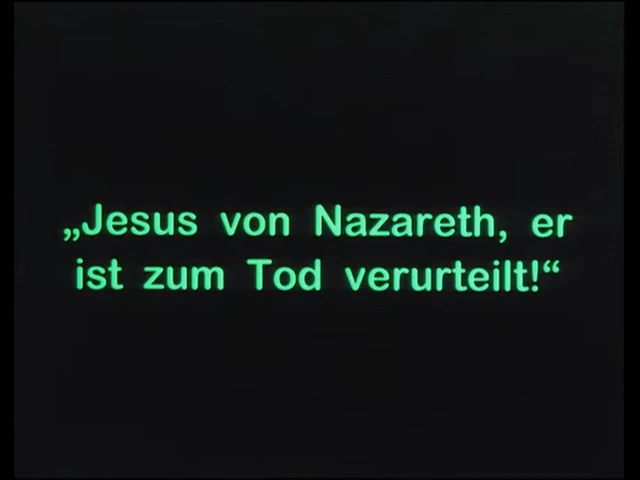 „Jesus von Nazareth, er
ist zum Tod verurteilt!“